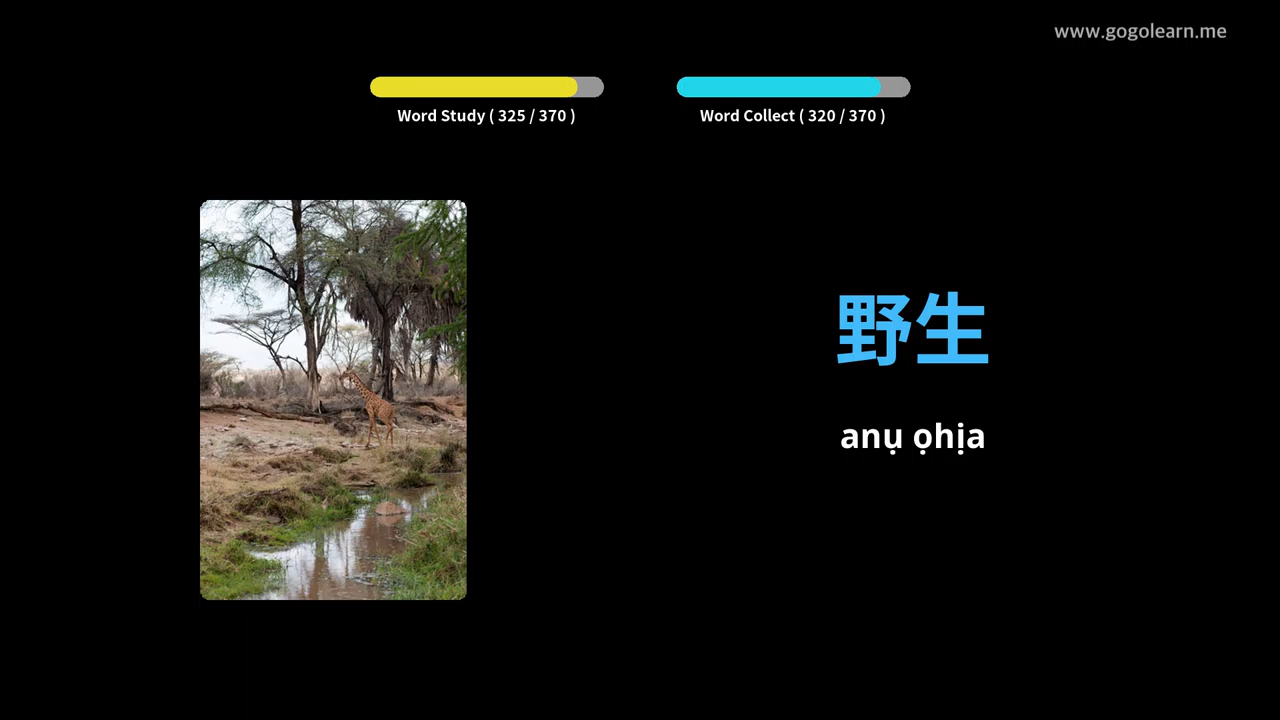 www.gogolearn.me
Word Study ( 325 / 370 )
Word Collect ( 320 / 370 )
野生
anụ ọhịa